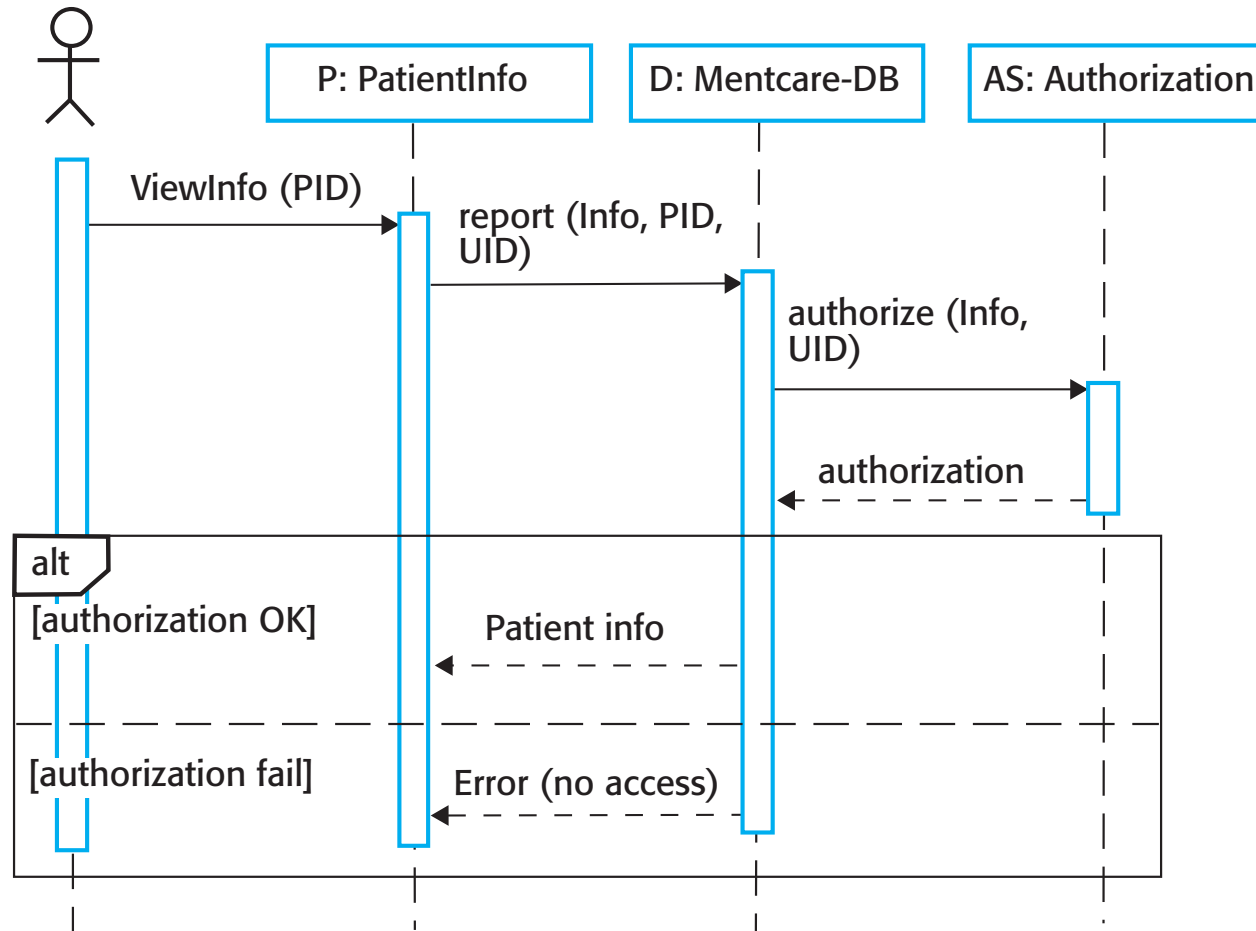 P: PatientInfo
D: Mentcare-DB
AS: Authorization
ViewInfo (PID)
report (Info, PID,
UID)
authorize (Info,
UID)
authorization
alt
[authorization OK]
Patient info
[authorization fail]
Error (no access)